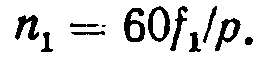 n₁ = 60f₁/p.